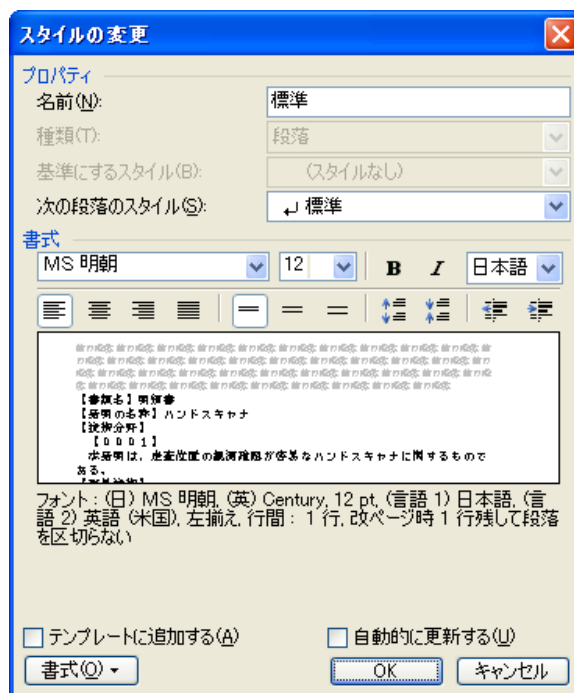 スタイルの変更
プロパティ
名前(N): 標準
種類(T): 段落
基準にするスタイル(B): (スタイルなし)
次の段落のスタイル(S): ↵ 標準
書式
MS 明朝 12 B I 日本語
【書類名】明細書
【発明の名称】ハンドスキャナ
【技術分野】
【0001】
本発明は、走査位置の観測確認が容易なハンドスキャナに関するもので
ある。
フォント : (日) MS 明朝, (英) Century, 12 pt, (言語 1) 日本語, (言
語 2) 英語 (米国), 左揃え, 行間 : 1 行, 改ページ時 1 行残して段落
を区切らない
テンプレートに追加する(A) 自動的に更新する(U)
書式(O) OK キャンセル